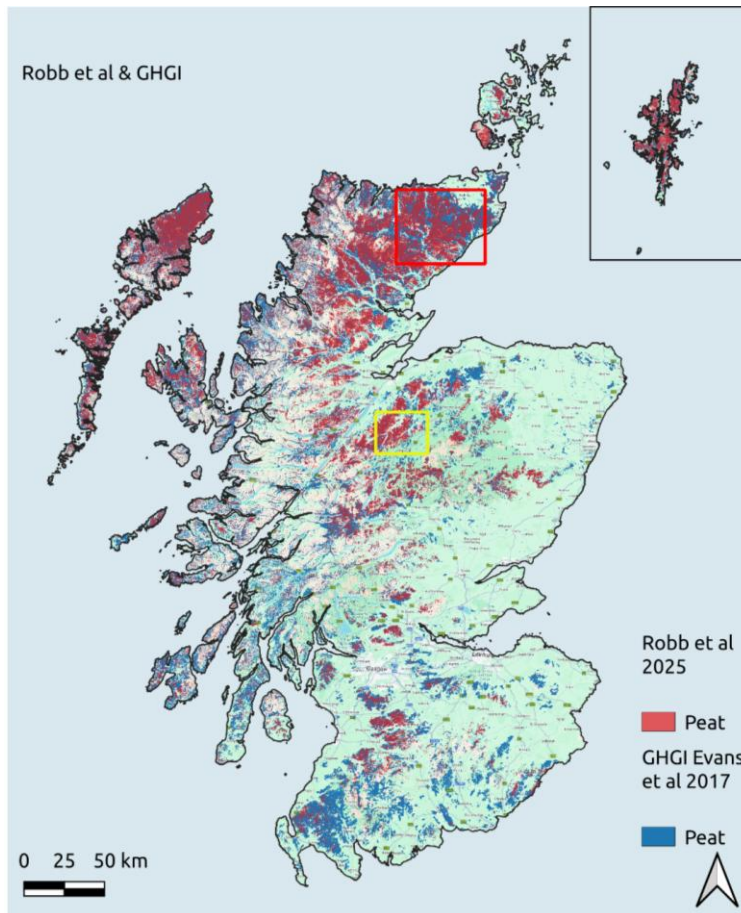 Robb et al & GHGI
Robb et al
2025
Peat
GHGI Evans
et al 2017
Peat
0 25 50 km